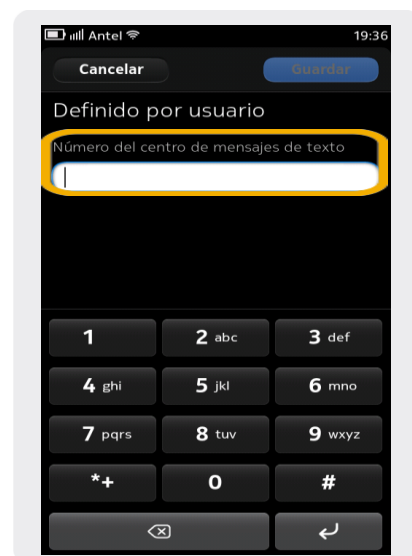 Antel 19:36
Cancelar Guardar
Definido por usuario
Número del centro de mensajes de texto
1 2 abc 3 def
4 ghi 5 jkl 6 mno
7 pqrs 8 tuv 9 wxyz
*+ 0 #